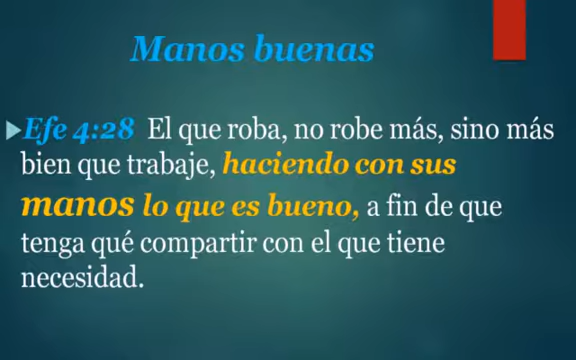 Manos buenas
Efe 4:28 El que roba, no robe más, sino más
bien que trabaje, haciendo con sus
manos lo que es bueno, a fin de que
tenga qué compartir con el que tiene
necesidad.